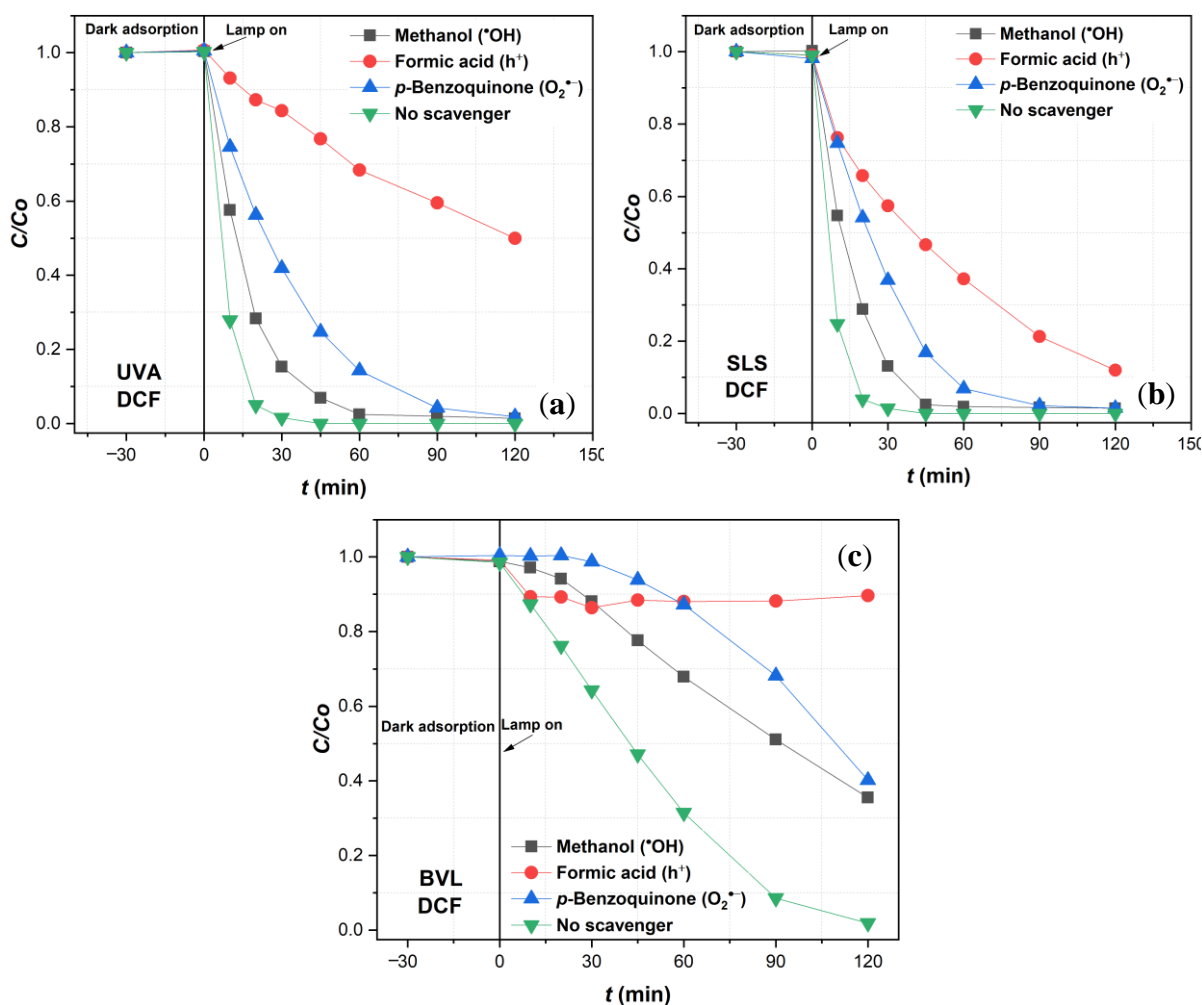 Dark adsorption
Lamp on
Methanol (•OH)
Formic acid (h⁺)
p-Benzoquinone (O₂•⁻)
No scavenger
C/Co
1.0
0.8
0.6
0.4
0.2
0.0
UVA
DCF
(a)
−30 0 30 60 90 120 150
t (min)
Dark adsorption
Lamp on
Methanol (•OH)
Formic acid (h⁺)
p-Benzoquinone (O₂•⁻)
No scavenger
C/Co
1.0
0.8
0.6
0.4
0.2
0.0
SLS
DCF
(b)
−30 0 30 60 90 120 150
t (min)
(c)
C/Co
1.0
0.8
0.6
0.4
0.2
0.0
Dark adsorption
Lamp on
Methanol (•OH)
Formic acid (h⁺)
p-Benzoquinone (O₂•⁻)
No scavenger
BVL
DCF
−30 0 30 60 90 120
t (min)